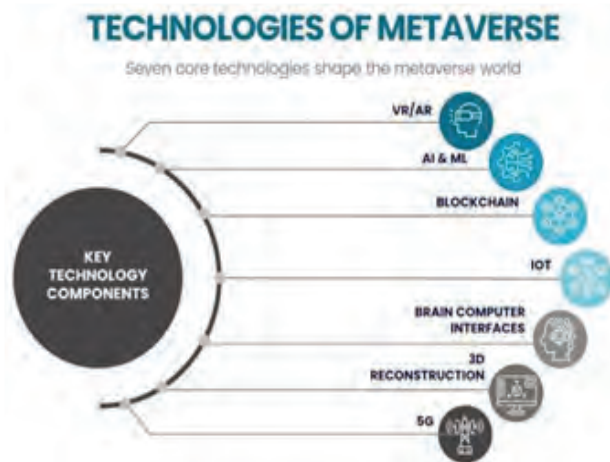 TECHNOLOGIES OF METAVERSE
Seven core technologies shape the metaverse world
VR/AR
AI & ML
BLOCKCHAIN
KEY
TECHNOLOGY
COMPONENTS
IOT
BRAIN COMPUTER
INTERFACES
3D
RECONSTRUCTION
5G